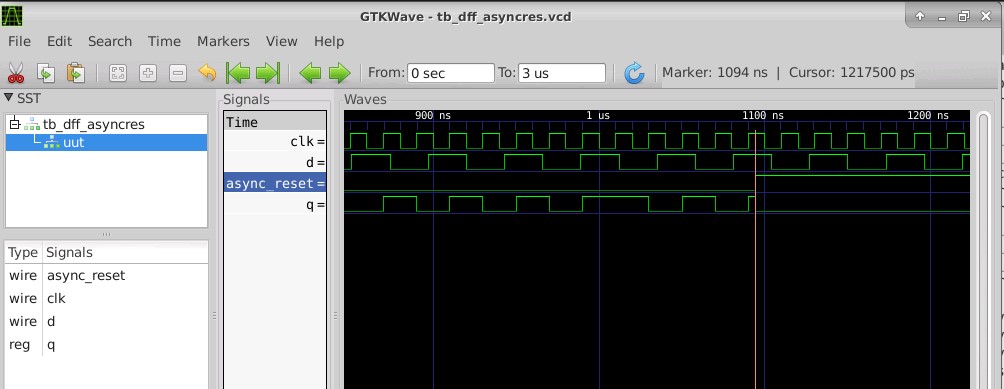 GTKWave - tb_dff_asyncres.vcd
File Edit Search Time Markers View Help
From: 0 sec To: 3 us Marker: 1094 ns | Cursor: 1217500 ps
SST
tb_dff_asyncres
uut
Type Signals
wire async_reset
wire clk
wire d
reg q
Signals
Time
clk=
d=
async_reset=
q=
Waves
900 ns 1 us 1100 ns 1200 ns